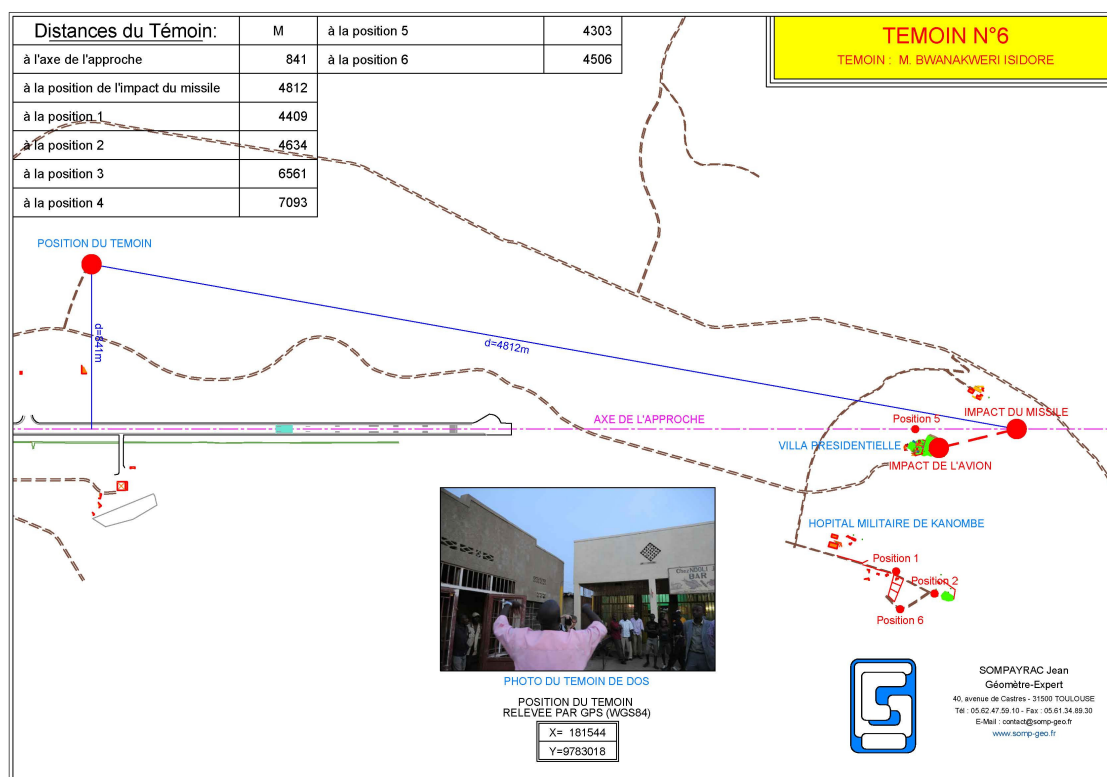 Distances du Témoin: M
à l'axe de l'approche 841
à la position de l'impact du missile 4812
à la position 1 4409
à la position 2 4634
à la position 3 6561
à la position 4 7093
à la position 5 4303
à la position 6 4506
TEMOIN N°6
TEMOIN : M. BWANAKWERI ISIDORE
POSITION DU TEMOIN
d=841m
d=4812m
AXE DE L'APPROCHE
Position 5
IMPACT DU MISSILE
VILLA PRESIDENTIELLE
IMPACT DE L'AVION
HOPITAL MILITAIRE DE KANOMBE
Position 1
Position 2
Position 6
BAR
PHOTO DU TEMOIN DE DOS
POSITION DU TEMOIN
RELEVEE PAR GPS (WGS84)
X= 181544
Y=9783018
SOMPAYRAC Jean
Géomètre-Expert
40, avenue de Castres - 31500 TOULOUSE
Tél : 05.62.47.59.10 - Fax : 05.61.34.89.30
E-Mail : contact@somp-geo.fr
www.somp-geo.fr